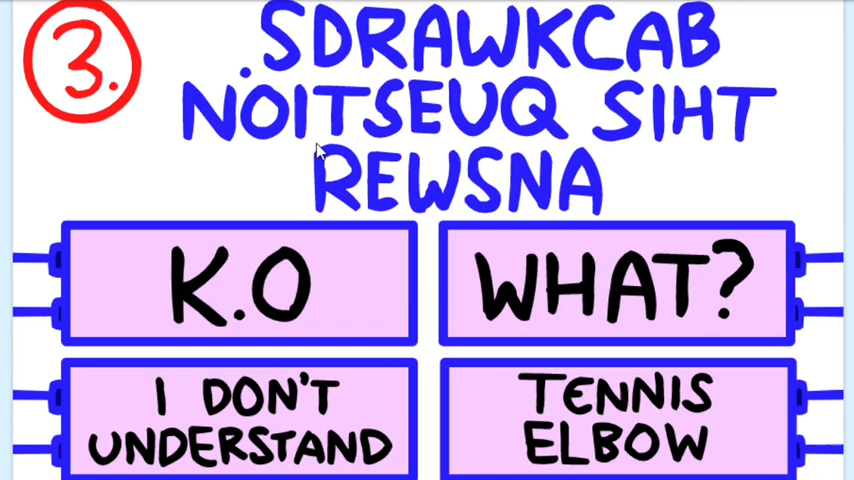 3.
.SDRAWKCAB
NOITSEUQ SIHT
REWSNA
K.O
WHAT?
I DON'T
UNDERSTAND
TENNIS
ELBOW